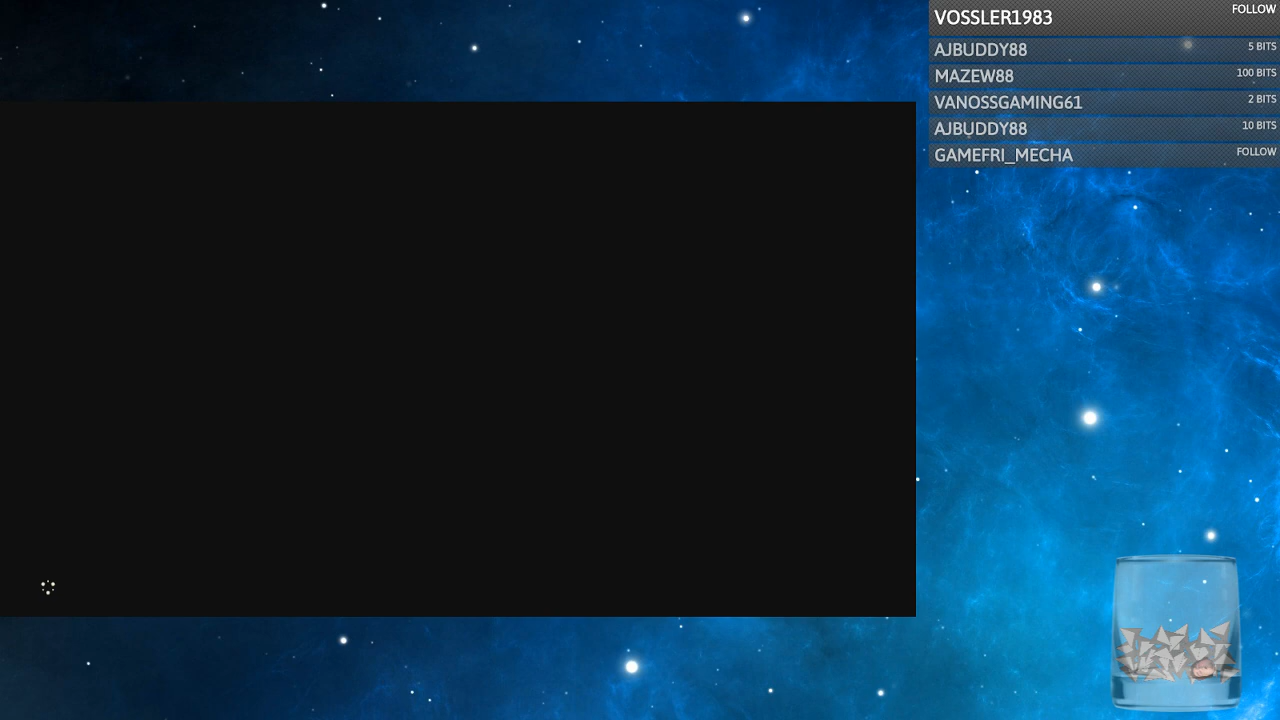 VOSSLER1983 FOLLOW
AJBUDDY88 5 BITS
MAZEW88 100 BITS
VANOSSGAMING61 2 BITS
AJBUDDY88 10 BITS
GAMEFRI_MECHA FOLLOW